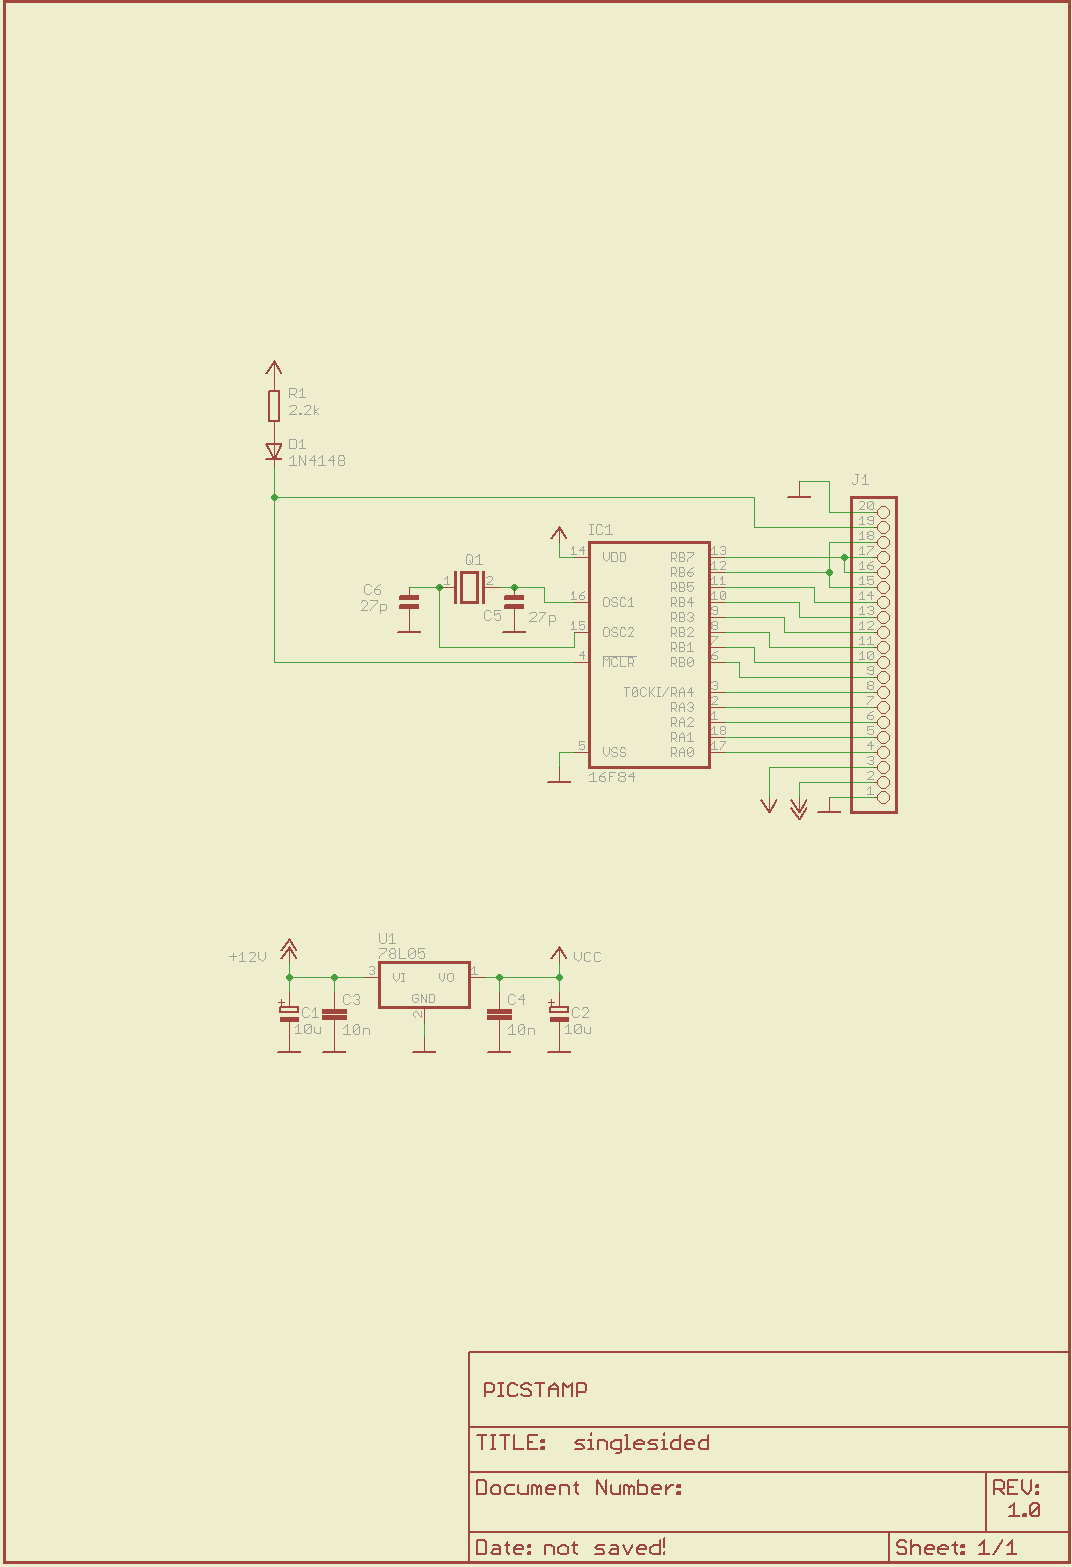 R1
2.2k
D1
1N4148
J1
20
19
18
17
16
15
14
13
12
11
10
9
8
7
6
5
4
3
2
1
IC1
14 VDD RB7 13
RB6 12
RB5 11
16 OSC1 RB4 10
RB3 9
15 OSC2 RB2 8
RB1 7
4 MCLR RB0 6
T0CKI/RA4 3
RA3 2
RA2 1
RA1 18
5 VSS RA0 17
16F84
Q1
1 2
C6
27p
C5 27p
U1
78L05
+12V
3 VI VO 1
VCC
GND
2
+ C1
10u
C3
10n
C4
10n
+ C2
10u
PICSTAMP
TITLE: singlesided
Document Number:
REV:
1.0
Date: not saved!
Sheet: 1/1